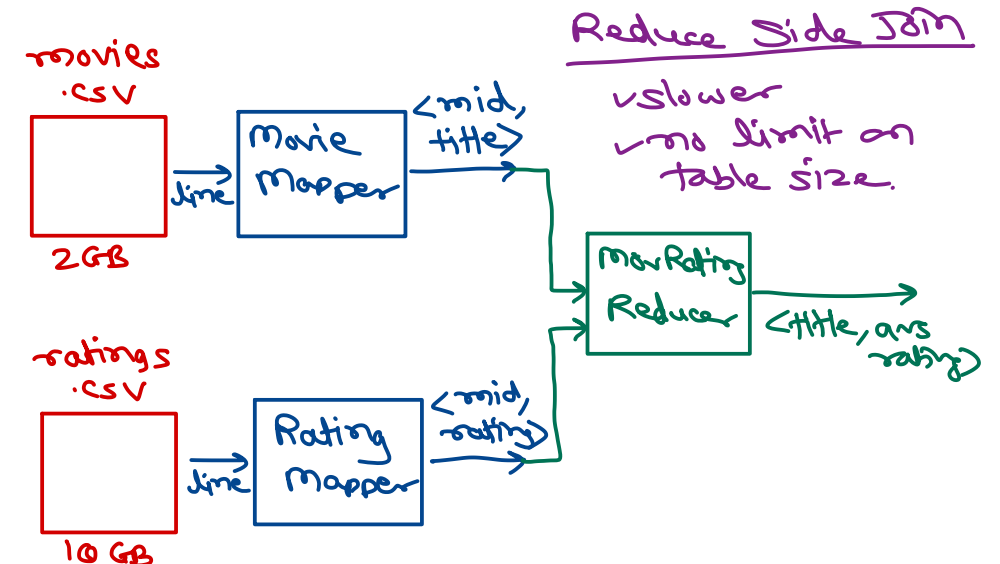 Reduce Side Join
✓slower
✓no limit on
table size.
movies
.csv
2GB
line
Movie
Mapper
<mid,
title>
ratings
.csv
10 GB
line
Rating
Mapper
<mid,
rating>
MovRating
Reducer
<title, avg
rating>